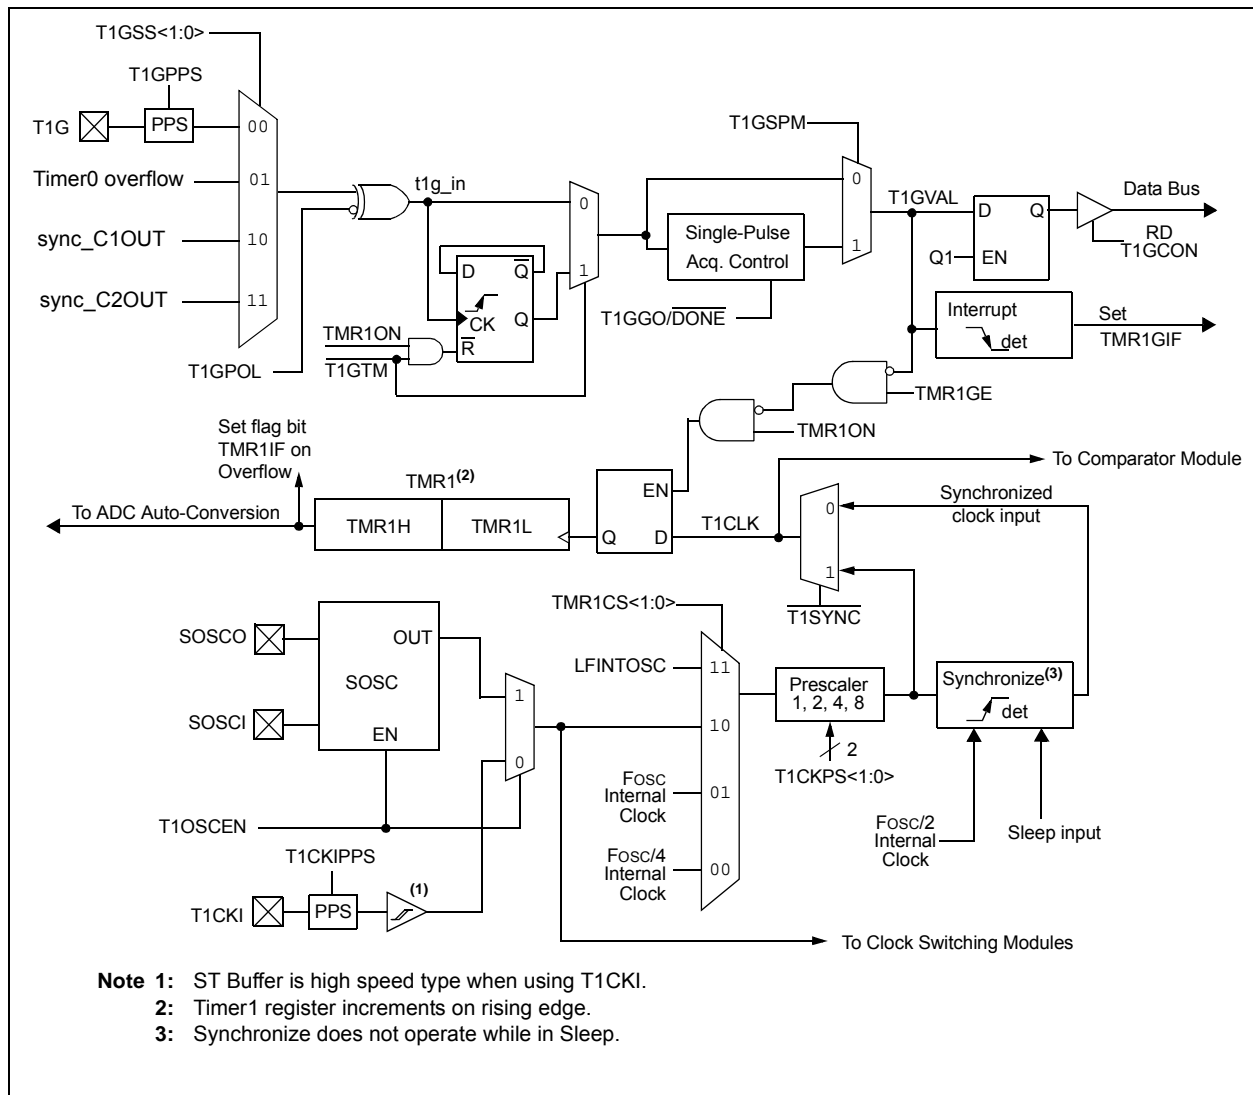 T1GSS<1:0>
T1GPPS
T1G
PPS
00
Timer0 overflow
01
sync_C1OUT
10
sync_C2OUT
11
T1GPOL
t1g_in
0
1
D
Q
CK
Q
R
TMR1ON
T1GTM
T1GSPM
0
1
Single-Pulse
Acq. Control
T1GGO/DONE
T1GVAL
D
Q
Q1
EN
Data Bus
RD
T1GCON
Interrupt
det
Set
TMR1GIF
TMR1GE
TMR1ON
Set flag bit
TMR1IF on
Overflow
TMR1(2)
To ADC Auto-Conversion
TMR1H
TMR1L
EN
Q
D
T1CLK
To Comparator Module
0
1
Synchronized
clock input
T1SYNC
SOSCO
OUT
SOSC
SOSCI
EN
1
0
T1OSCEN
T1CKIPPS
(1)
T1CKI
PPS
TMR1CS<1:0>
LFINTOSC
11
10
FOSC
Internal
Clock
01
FOSC/4
Internal
Clock
00
Prescaler
1, 2, 4, 8
2
T1CKPS<1:0>
Synchronize(3)
det
FOSC/2
Internal
Clock
Sleep input
To Clock Switching Modules
Note 1: ST Buffer is high speed type when using T1CKI.
2: Timer1 register increments on rising edge.
3: Synchronize does not operate while in Sleep.